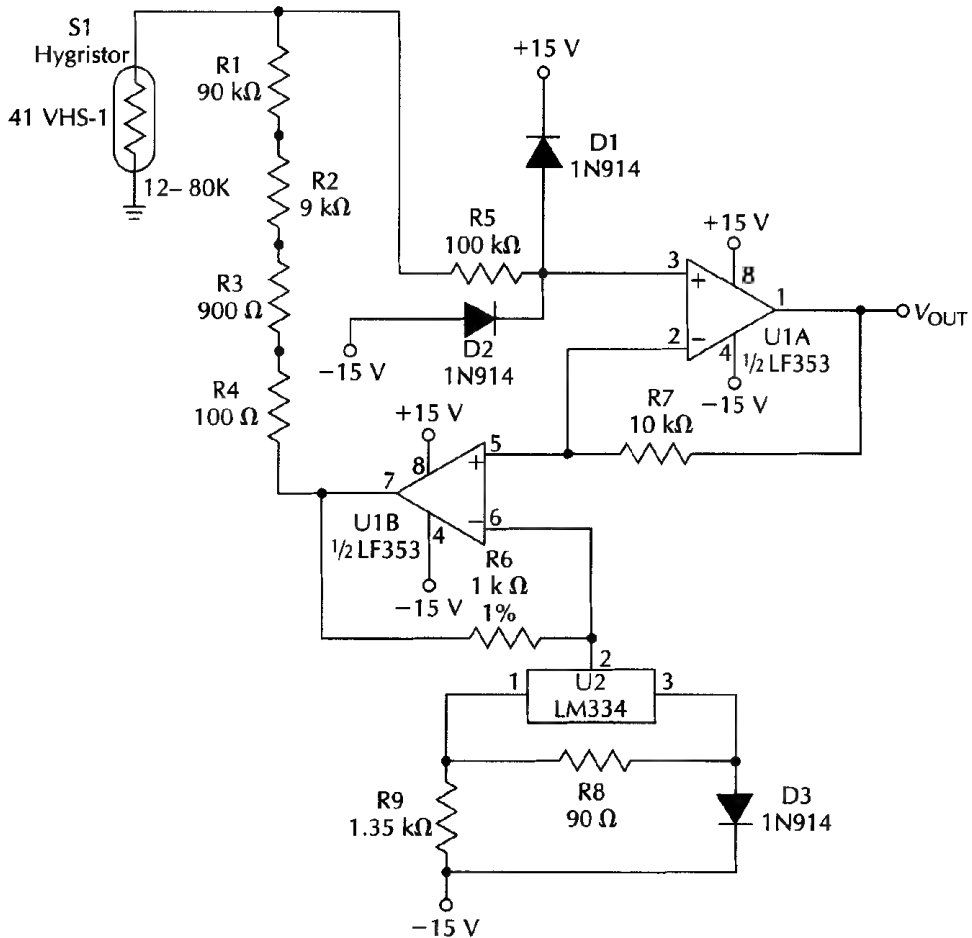 S1
Hygristor
41 VHS-1
12– 80K
R1
90 kΩ
R2
9 kΩ
R3
900 Ω
R4
100 Ω
+15 V
D1
1N914
R5
100 kΩ
−15 V
D2
1N914
+15 V
3
+
8
1
VOUT
2
−
4
U1A
1/2 LF353
−15 V
R7
10 kΩ
+15 V
8
5
+
7
U1B
1/2 LF353
4
−
6
−15 V
R6
1 k Ω
1%
2
1
U2
LM334
3
R8
90 Ω
R9
1.35 kΩ
D3
1N914
−15 V